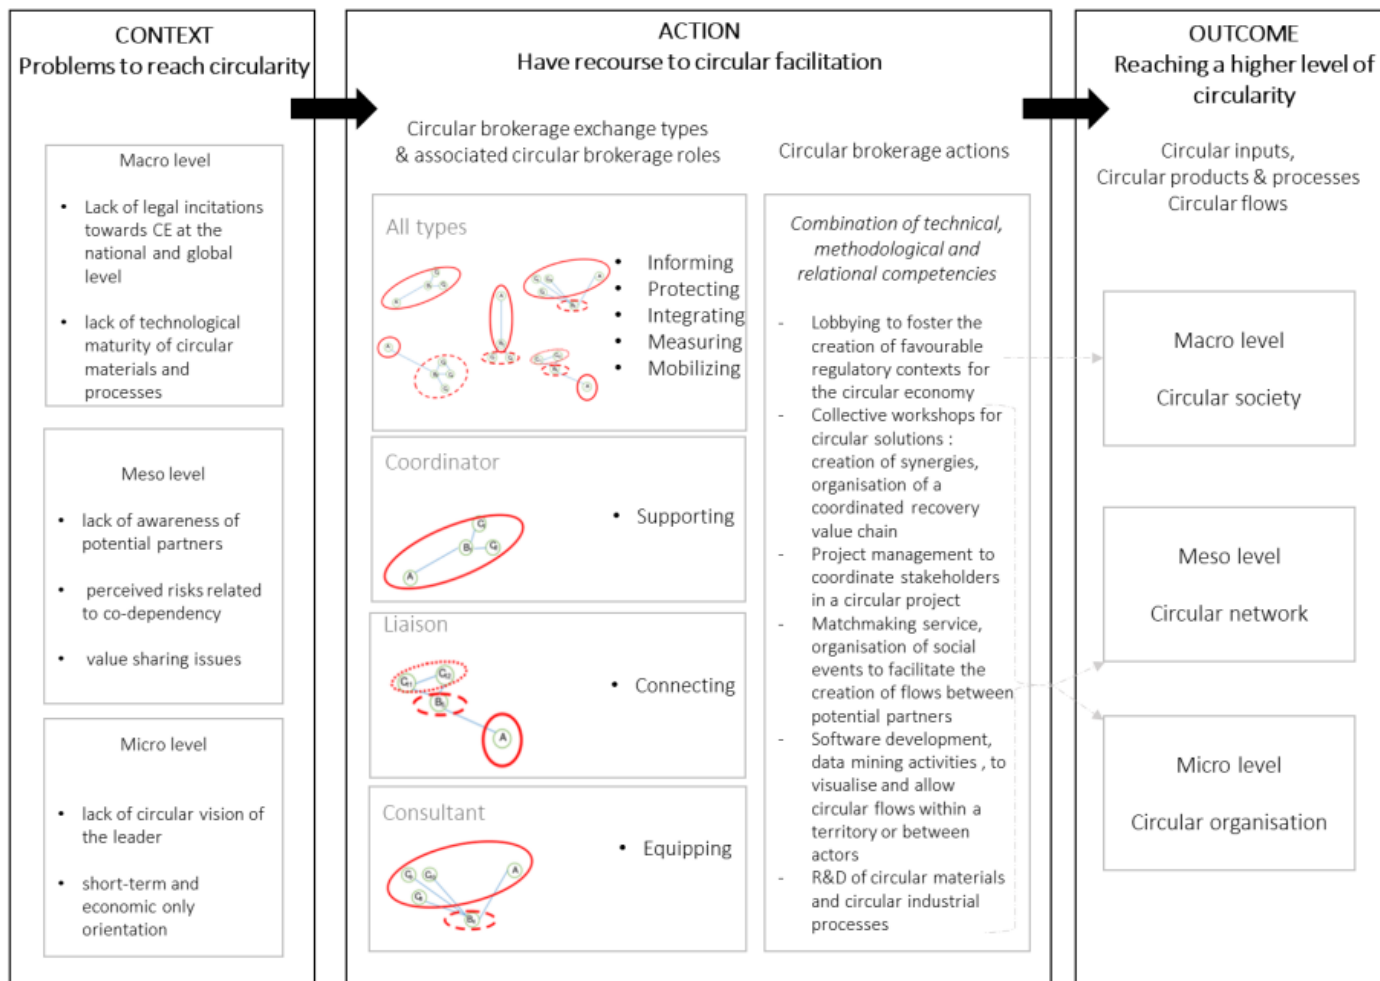 CONTEXT
Problems to reach circularity
Macro level
• Lack of legal incitations
towards CE at the
national and global
level
• lack of technological
maturity of circular
materials and
processes
Meso level
• lack of awareness of
potential partners
• perceived risks related
to co-dependency
• value sharing issues
Micro level
• lack of circular vision of
the leader
• short-term and
economic only
orientation
ACTION
Have recourse to circular facilitation
Circular brokerage exchange types
& associated circular brokerage roles
All types
• Informing
• Protecting
• Integrating
• Measuring
• Mobilizing
Coordinator
A
• Supporting
Liaison
A
• Connecting
Consultant
A
• Equipping
Circular brokerage actions
Combination of technical,
methodological and
relational competencies
- Lobbying to foster the
creation of favourable
regulatory contexts for
the circular economy
- Collective workshops for
circular solutions :
creation of synergies,
organisation of a
coordinated recovery
value chain
- Project management to
coordinate stakeholders
in a circular project
- Matchmaking service,
organisation of social
events to facilitate the
creation of flows between
potential partners
- Software development,
data mining activities , to
visualise and allow
circular flows within a
territory or between
actors
- R&D of circular materials
and circular industrial
processes
OUTCOME
Reaching a higher level of
circularity
Circular inputs,
Circular products & processes
Circular flows
Macro level
Circular society
Meso level
Circular network
Micro level
Circular organisation